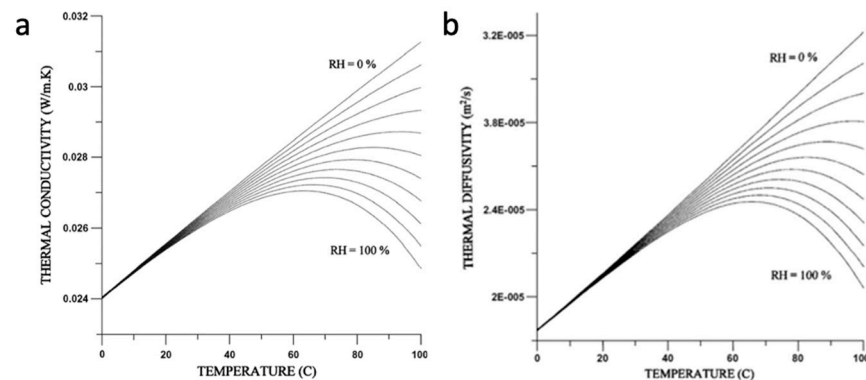 a
0.032
0.03
0.028
0.026
0.024
THERMAL CONDUCTIVITY (W/m.K)
RH = 0 %
RH = 100 %
0
20
40
60
80
100
TEMPERATURE (C)
b
3.2E-005
3.8E-005
2.4E-005
2E-005
THERMAL DIFFUSIVITY (m²/s)
RH = 0 %
RH = 100 %
0
20
40
60
80
100
TEMPERATURE (C)